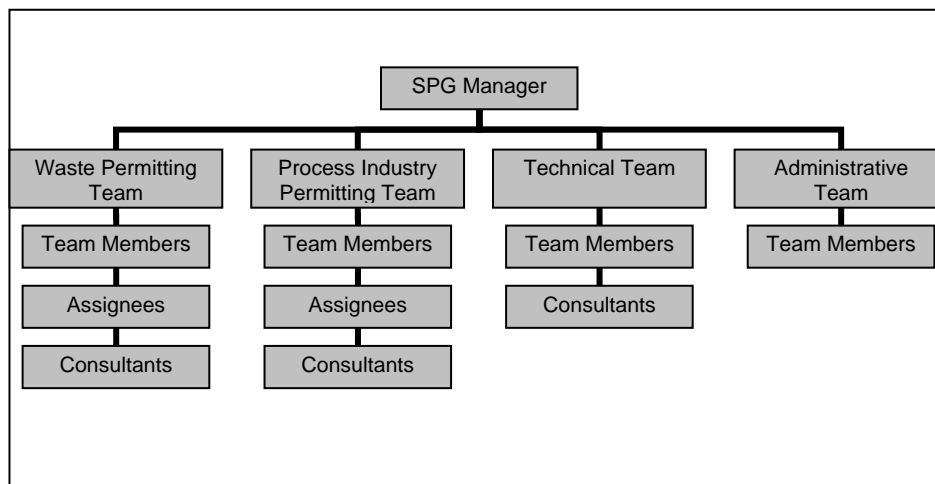 SPG Manager
Waste Permitting
Team
Process Industry
Permitting Team
Technical Team
Administrative
Team
Team Members
Team Members
Team Members
Team Members
Assignees
Assignees
Consultants
Consultants
Consultants